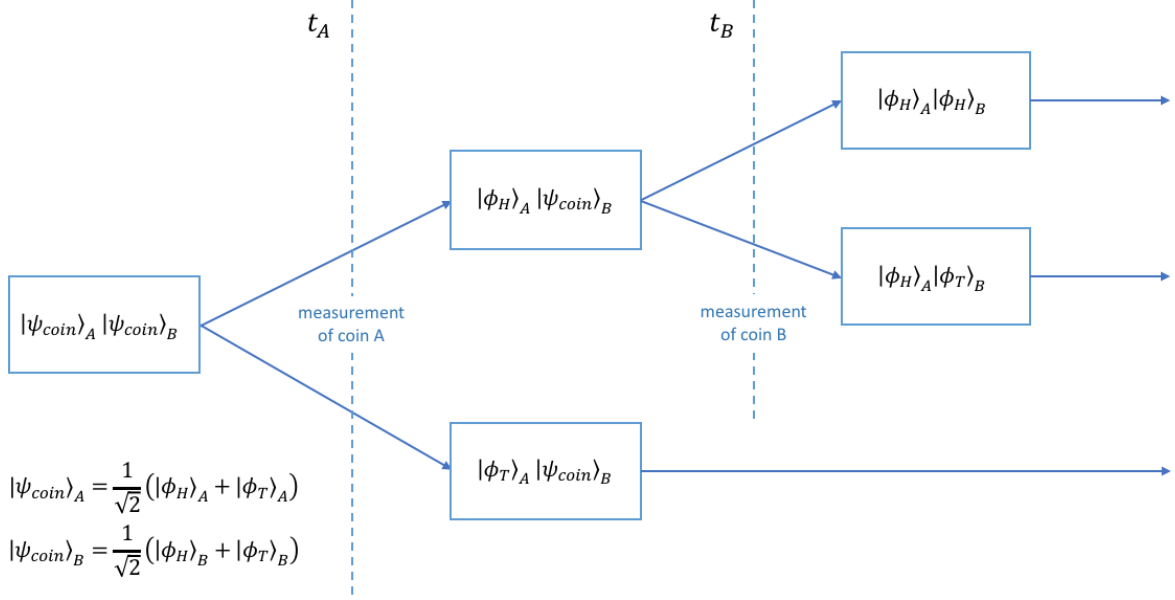 t_A
t_B
|ϕ_H⟩_A|ϕ_H⟩_B
|ϕ_H⟩_A |ψ_coin⟩_B
|ϕ_H⟩_A|ϕ_T⟩_B
|ψ_coin⟩_A |ψ_coin⟩_B
measurement
of coin A
measurement
of coin B
|ϕ_T⟩_A |ψ_coin⟩_B
|ψ_coin⟩_A = 1/√2 (|ϕ_H⟩_A + |ϕ_T⟩_A)
|ψ_coin⟩_B = 1/√2 (|ϕ_H⟩_B + |ϕ_T⟩_B)